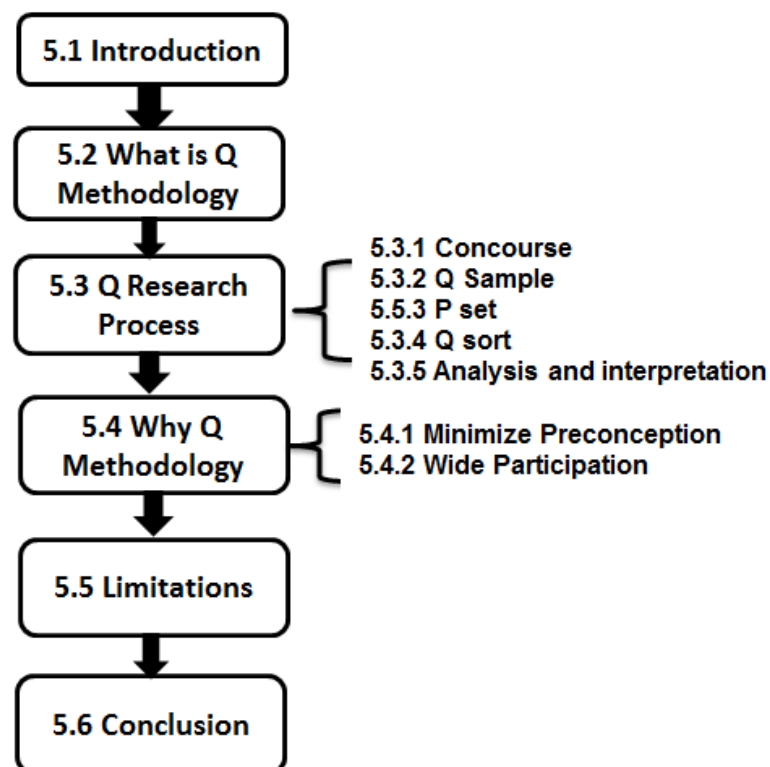 5.1 Introduction
5.2 What is Q
Methodology
5.3 Q Research
Process
5.3.1 Concourse
5.3.2 Q Sample
5.5.3 P set
5.3.4 Q sort
5.3.5 Analysis and interpretation
5.4 Why Q
Methodology
5.4.1 Minimize Preconception
5.4.2 Wide Participation
5.5 Limitations
5.6 Conclusion